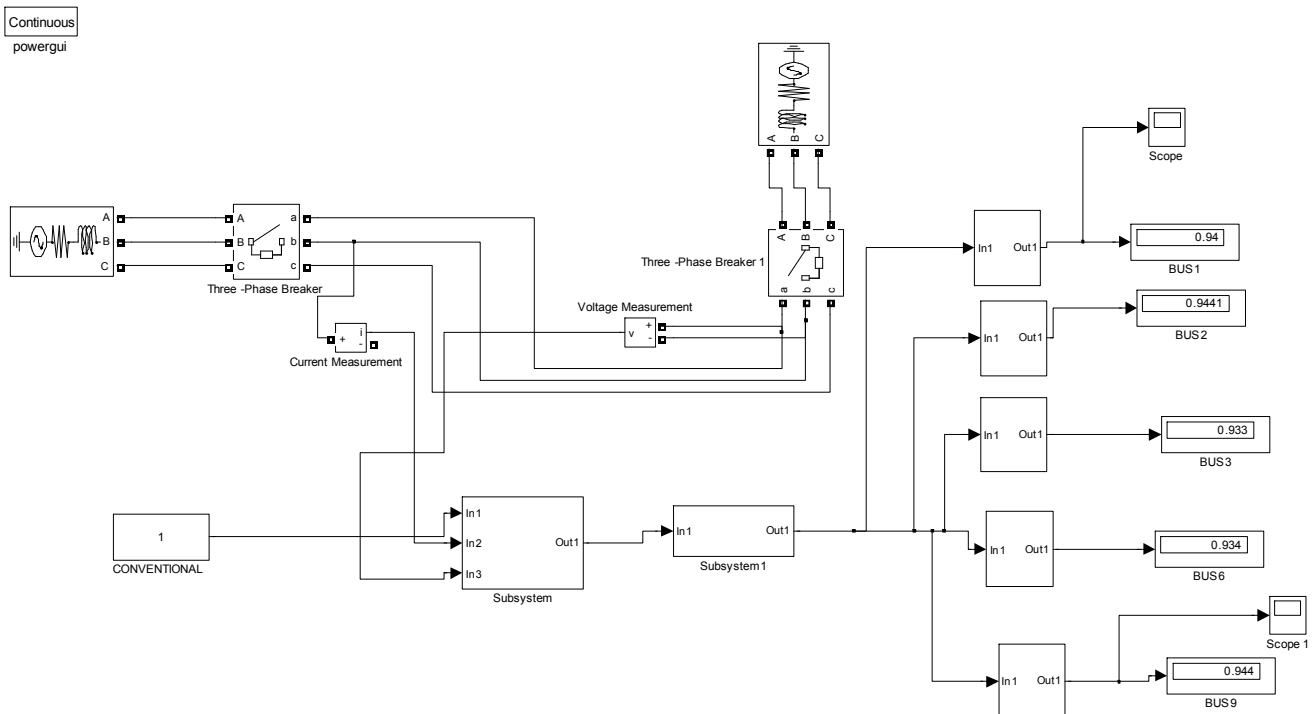 Continuous
powergui
A B C
Scope
A
B
C
A
B
C
a
b
c
Three -Phase Breaker
A B C
a b c
Three -Phase Breaker 1
In1 Out1
0.94
BUS1
Voltage Measurement
v + -
+ i -
Current Measurement
In1 Out1
0.9441
BUS2
In1 Out1
0.933
BUS3
1
CONVENTIONAL
In1
In2
In3
Out1
Subsystem
In1 Out1
Subsystem1
In1 Out1
0.934
BUS6
Scope 1
In1 Out1
0.944
BUS9